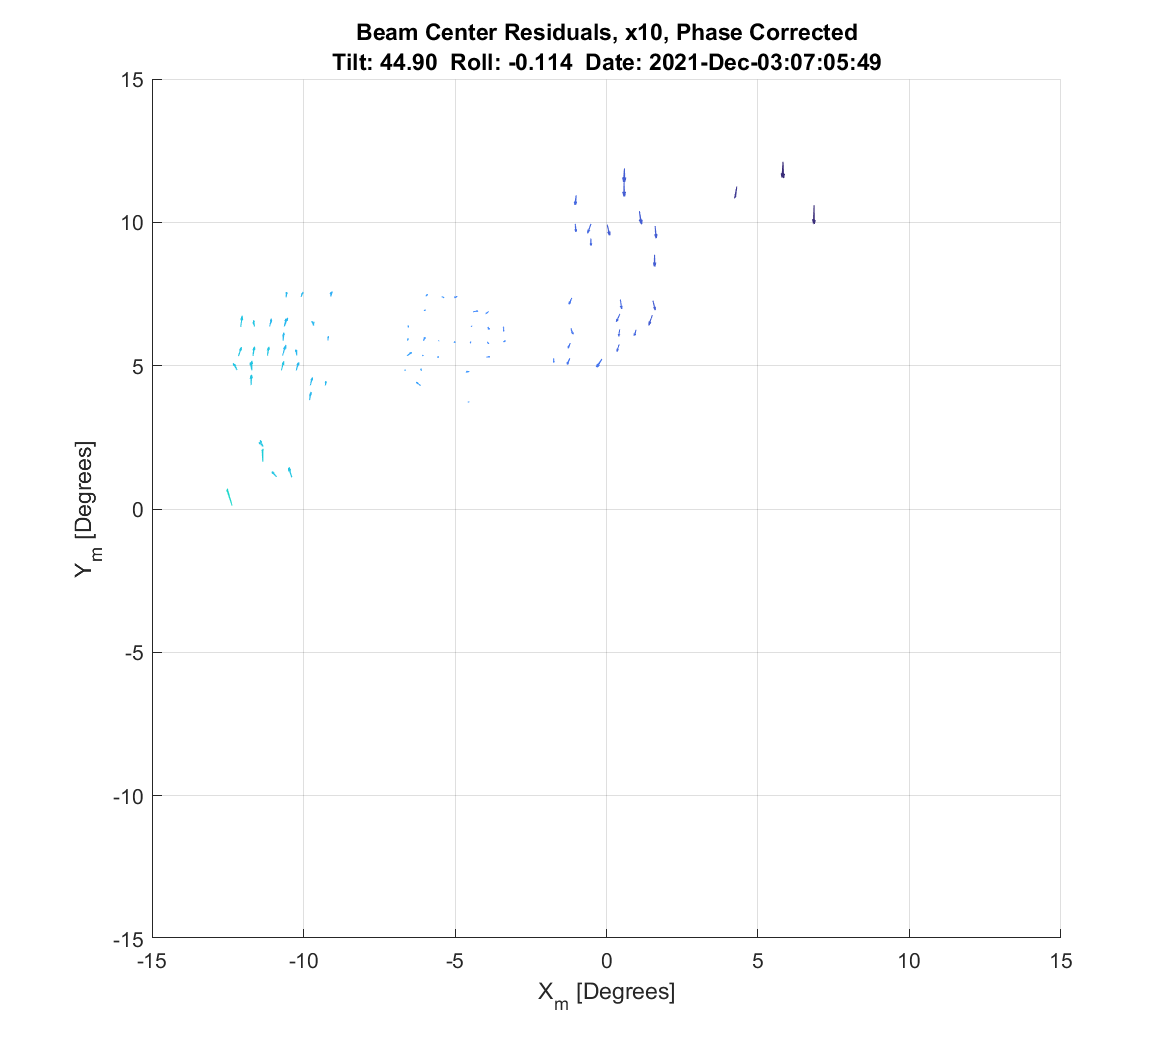 Beam Center Residuals, x10, Phase Corrected
Tilt: 44.90 Roll: -0.114 Date: 2021-Dec-03:07:05:49
15
10
5
0
-5
-10
-15
Y_m [Degrees]
-15 -10 -5 0 5 10 15
X_m [Degrees]